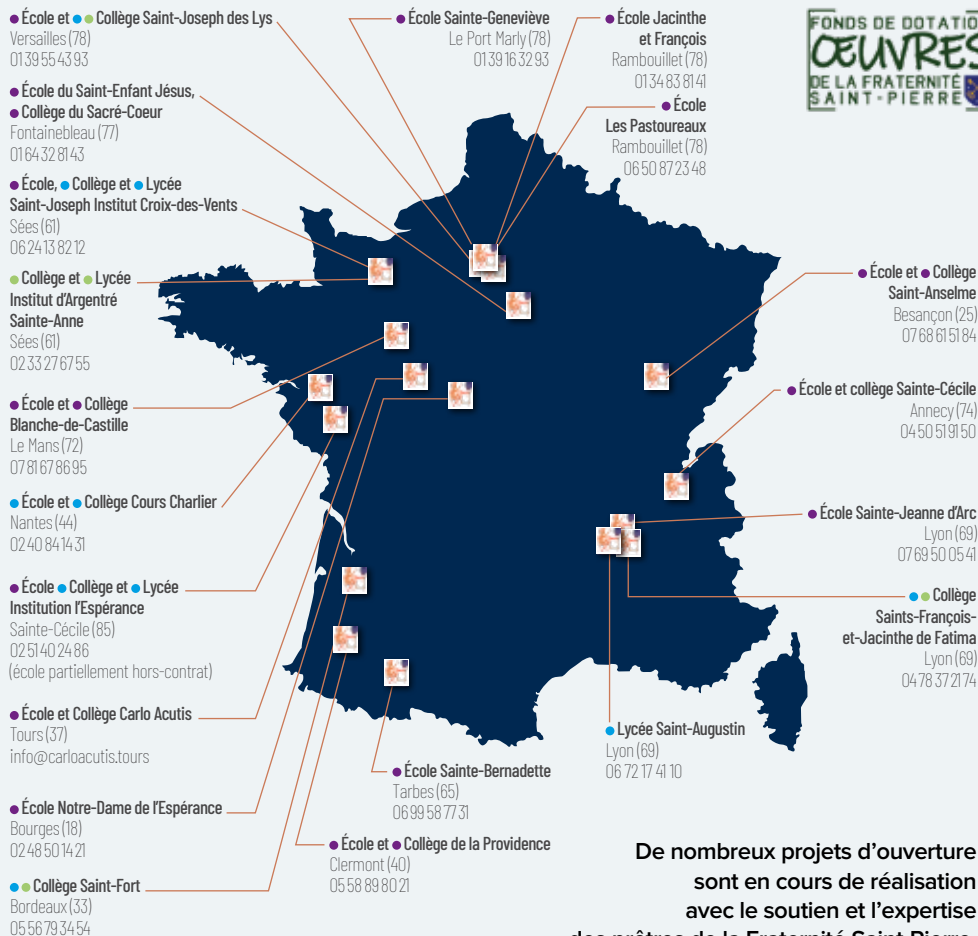 École et Collège Saint-Joseph des Lys
Versailles (78)
01 39 55 43 93
École du Saint-Enfant Jésus,
Collège du Sacré-Coeur
Fontainebleau (77)
01 64 32 81 43
École, Collège et Lycée
Saint-Joseph Institut Croix-des-Vents
Sées (61)
06 24 13 82 12
Collège et Lycée
Institut d'Argentré
Sainte-Anne
Sées (61)
02 33 27 67 55
École et Collège
Blanche-de-Castille
Le Mans (72)
07 81 67 86 95
École et Collège Cours Charlier
Nantes (44)
02 40 84 14 31
École Collège et Lycée
Institution l'Espérance
Sainte-Cécile (85)
02 51 40 24 86
(école partiellement hors-contrat)
École et Collège Carlo Acutis
Tours (37)
info@carloacutis.tours
École Notre-Dame de l'Espérance
Bourges (18)
02 48 50 14 21
Collège Saint-Fort
Bordeaux (33)
05 56 79 34 54
École Sainte-Geneviève
Le Port Marly (78)
01 39 16 32 93
École Jacinthe
et François
Rambouillet (78)
01 34 83 81 41
École
Les Pastoureaux
Rambouillet (78)
06 50 87 23 48
FONDS DE DOTATIO
ŒUVRES
DE LA FRATERNITÉ
SAINT-PIERRE
École et Collège
Saint-Anselme
Besançon (25)
07 68 61 51 84
École et collège Sainte-Cécile
Annecy (74)
04 50 51 91 50
École Sainte-Jeanne d'Arc
Lyon (69)
07 69 50 05 41
Collège
Saints-François-
et-Jacinthe de Fatima
Lyon (69)
04 78 37 21 74
Lycée Saint-Augustin
Lyon (69)
06 72 17 41 10
École Sainte-Bernadette
Tarbes (65)
06 99 58 77 31
École et Collège de la Providence
Clermont (40)
05 58 89 80 21
De nombreux projets d'ouverture
sont en cours de réalisation
avec le soutien et l'expertise
des prêtres de la Fraternité Saint-Pierre.